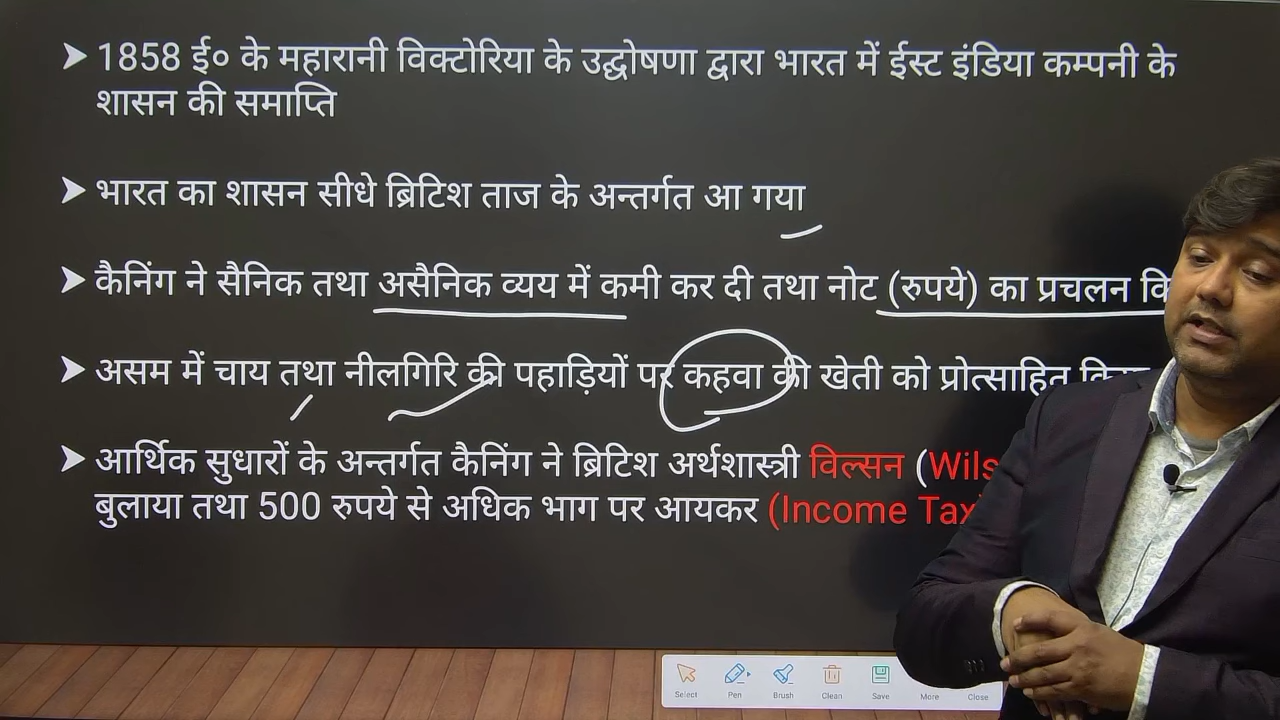 ➤ 1858 ई० के महारानी विक्टोरिया के उद्घोषणा द्वारा भारत में ईस्ट इंडिया कम्पनी के
शासन की समाप्ति
➤ भारत का शासन सीधे ब्रिटिश ताज के अन्तर्गत आ गया
➤ कैनिंग ने सैनिक तथा असैनिक व्यय में कमी कर दी तथा नोट (रुपये) का प्रचलन
➤ असम में चाय तथा नीलगिरि की पहाड़ियों पर कहवा की खेती को प्रोत्साहित
➤ आर्थिक सुधारों के अन्तर्गत कैनिंग ने ब्रिटिश अर्थशास्त्री विल्सन
बुलाया तथा 500 रुपये से अधिक भाग पर आयकर (Income Tax
Select Pen Brush Clean Save More Close